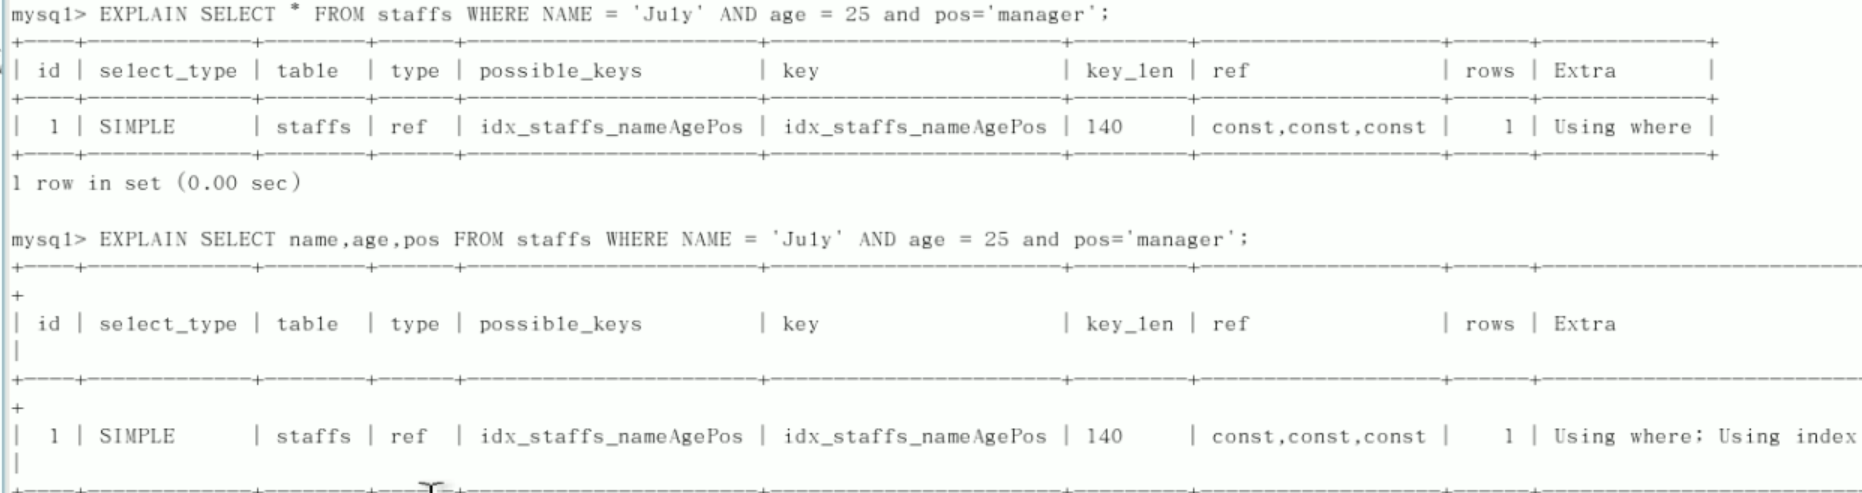 mysql> EXPLAIN SELECT * FROM staffs WHERE NAME = 'July' AND age = 25 and pos='manager';
+----+-------------+--------+------+-----------------------+-----------------------+---------+-------------------+------+-------------+
| id | select_type | table | type | possible_keys | key | key_len | ref | rows | Extra |
+----+-------------+--------+------+-----------------------+-----------------------+---------+-------------------+------+-------------+
| 1 | SIMPLE | staffs | ref | idx_staffs_nameAgePos | idx_staffs_nameAgePos | 140 | const,const,const | 1 | Using where |
+----+-------------+--------+------+-----------------------+-----------------------+---------+-------------------+------+-------------+
1 row in set (0.00 sec)
mysql> EXPLAIN SELECT name,age,pos FROM staffs WHERE NAME = 'July' AND age = 25 and pos='manager';
+----+-------------+--------+------+-----------------------+-----------------------+---------+-------------------+------+--------------------------
+
| id | select_type | table | type | possible_keys | key | key_len | ref | rows | Extra
|
+----+-------------+--------+------+-----------------------+-----------------------+---------+-------------------+------+--------------------------
+
| 1 | SIMPLE | staffs | ref | idx_staffs_nameAgePos | idx_staffs_nameAgePos | 140 | const,const,const | 1 | Using where; Using index
|
+----+-------------+--------+------+-----------------------+-----------------------+---------+-------------------+------+--------------------------